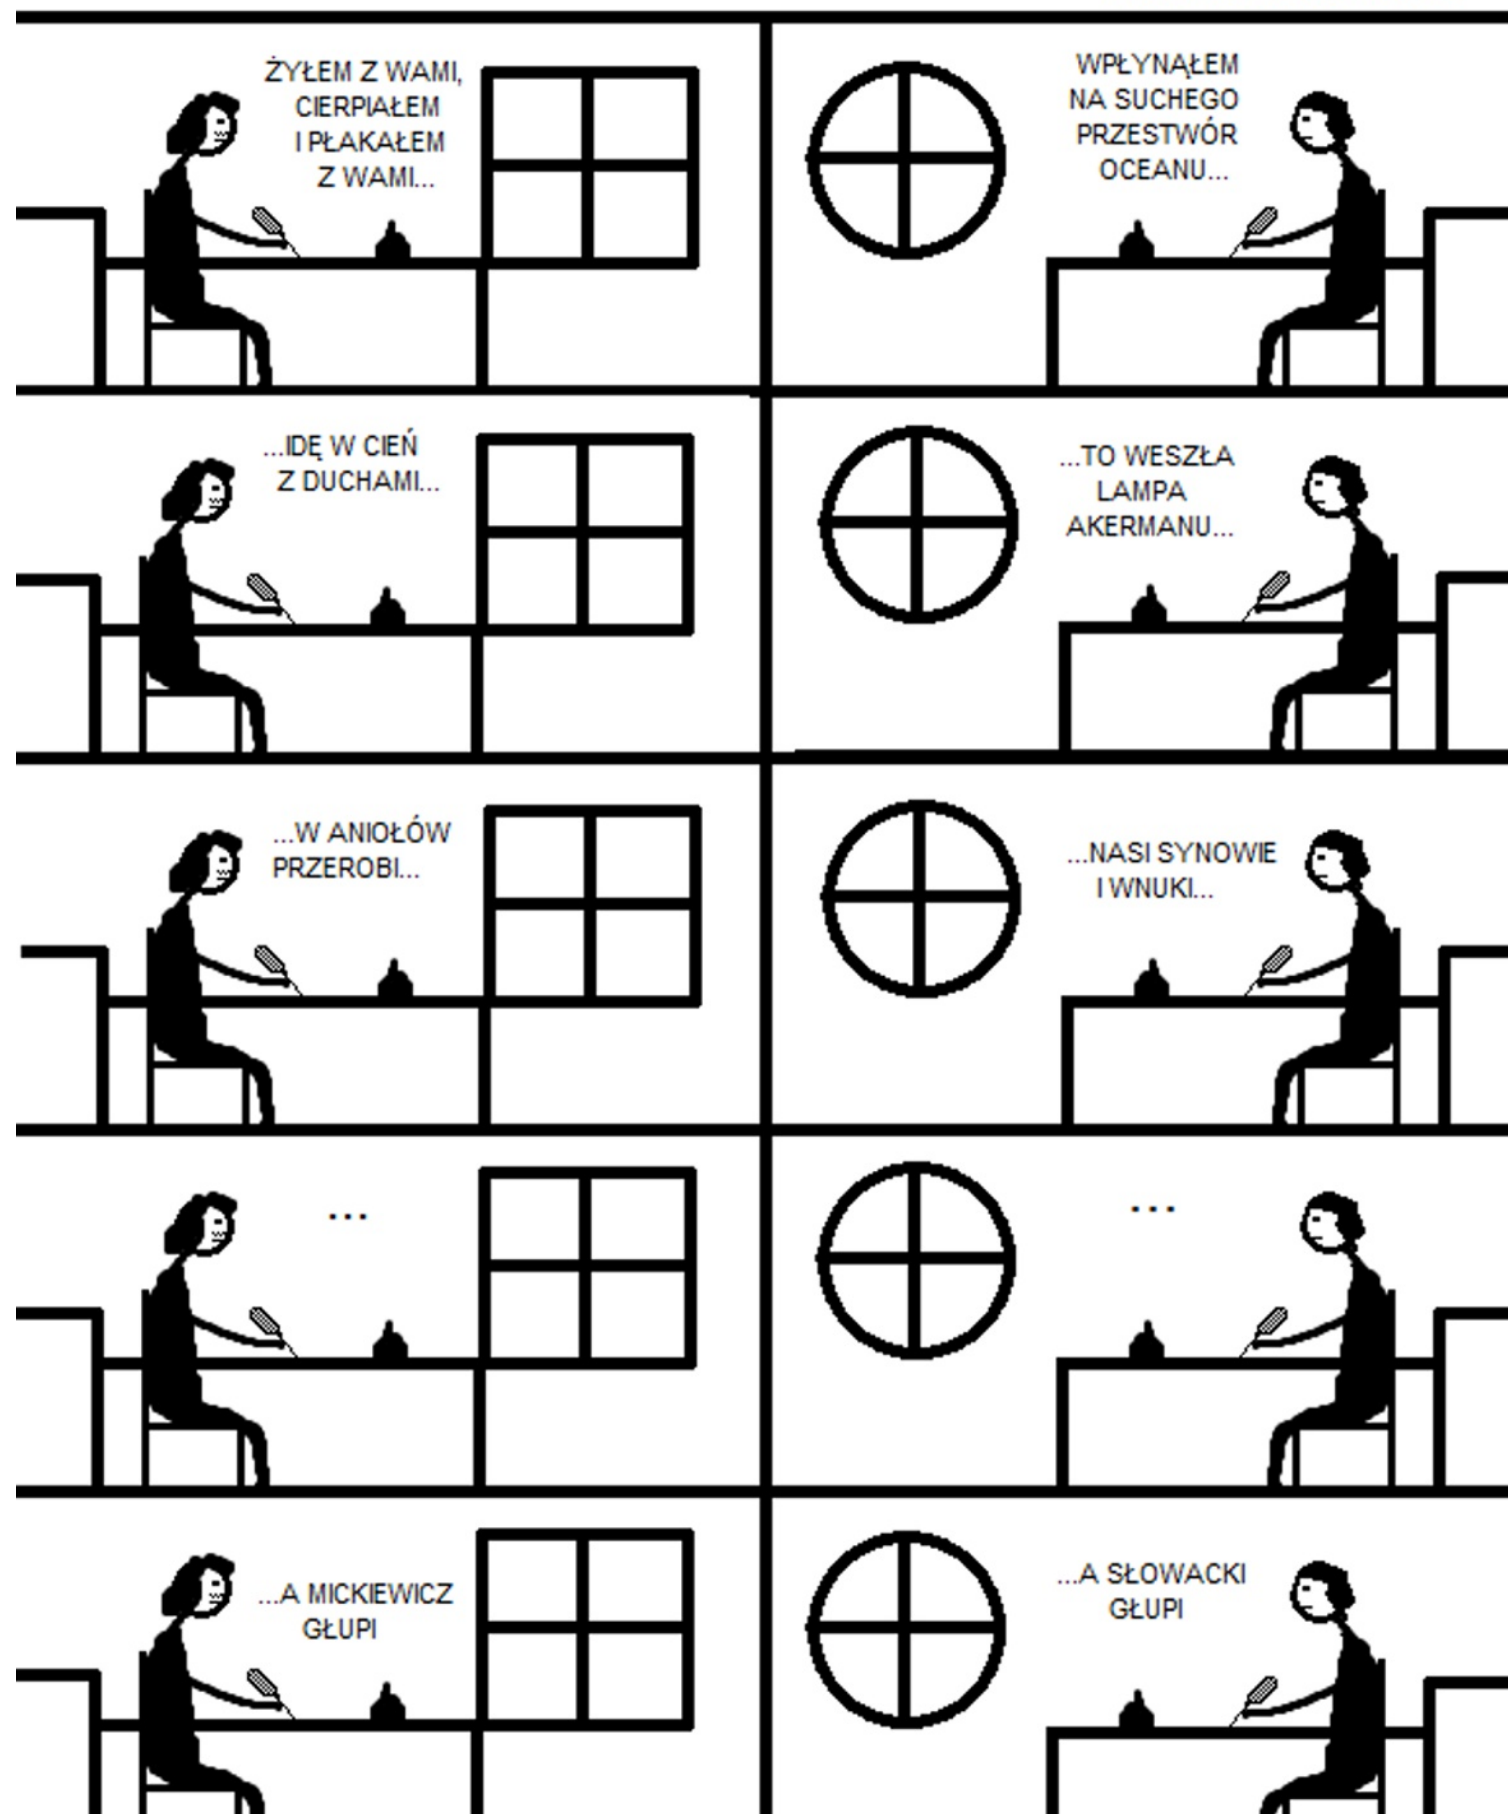 ŻYŁEM Z WAMI,
CIERPIAŁEM
I PŁAKAŁEM
Z WAMI...
WPŁYNĄŁEM
NA SUCHEGO
PRZESTWÓR
OCEANU...
...IDĘ W CIEŃ
Z DUCHAMI...
...TO WESZŁA
LAMPA
AKERMANU...
...W ANIOŁÓW
PRZEROBI...
...NASI SYNOWIE
I WNUKI...
...
...
...A MICKIEWICZ
GŁUPI
...A SŁOWACKI
GŁUPI